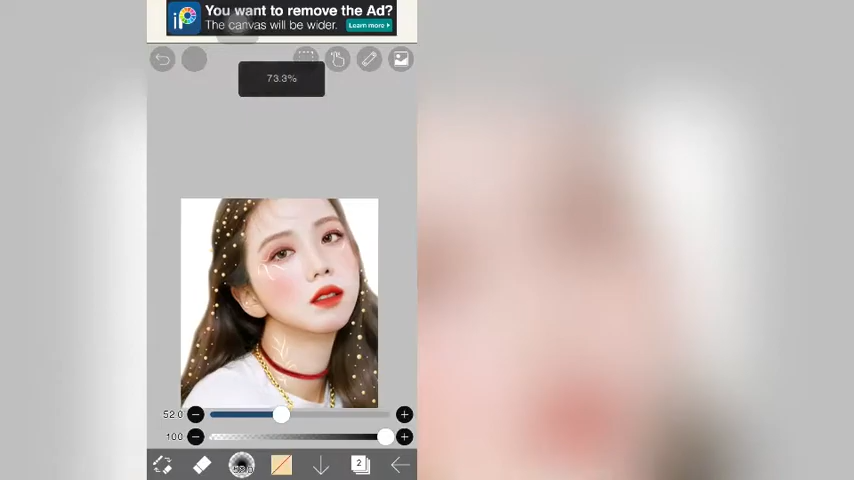 You want to remove the Ad?
The canvas will be wider.
Learn more ▸
73.3%
52.0
100
2